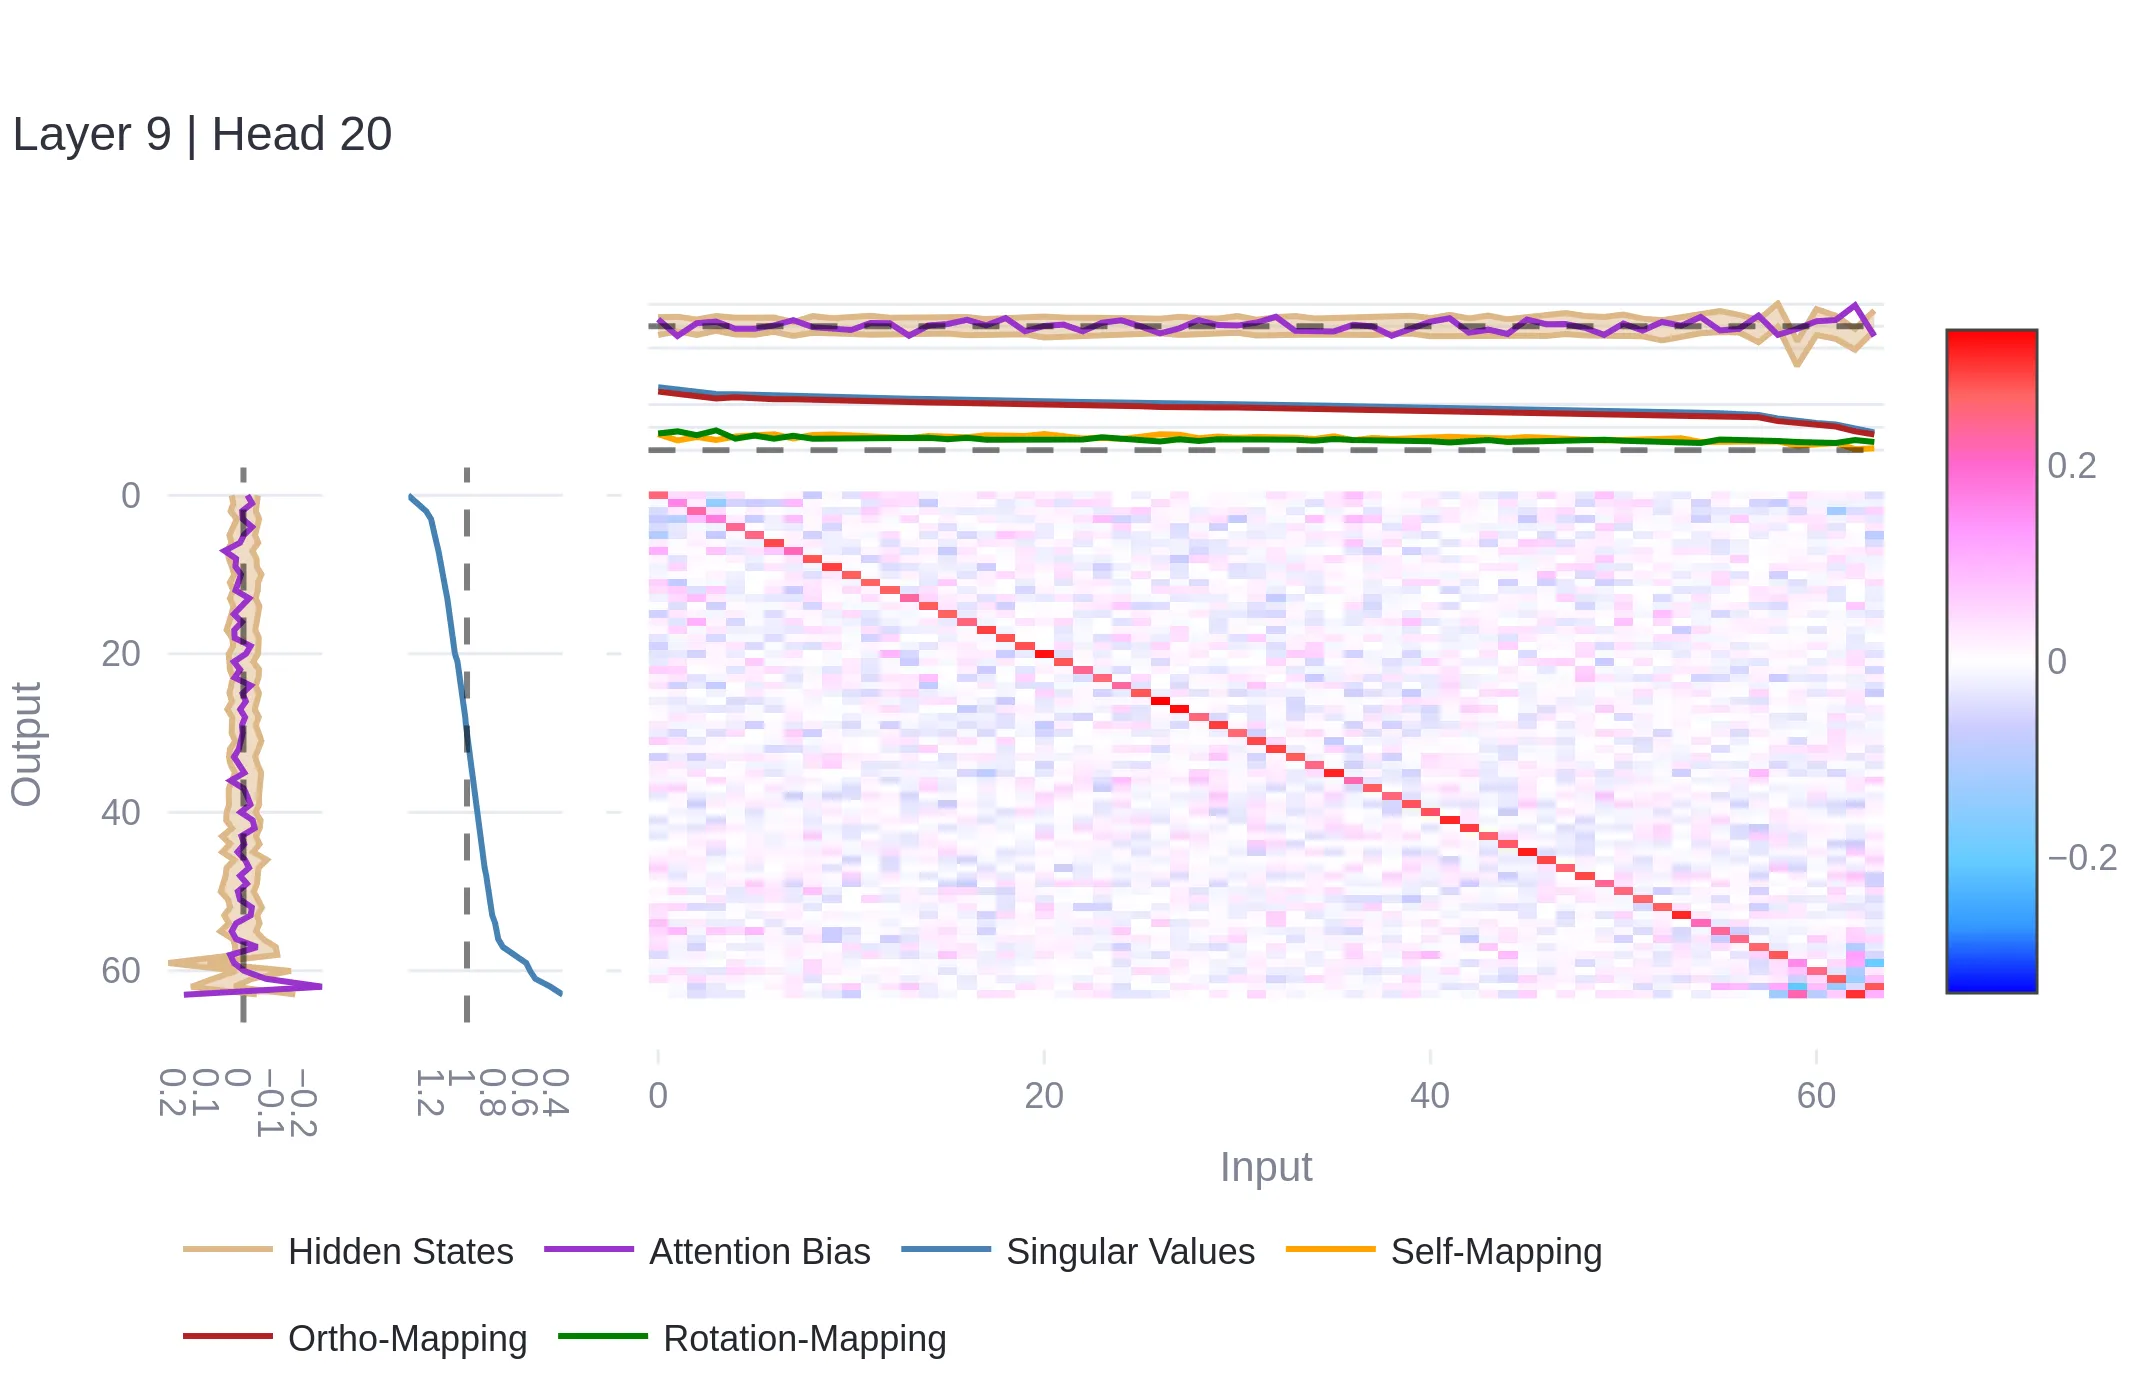 Layer 9 | Head 20
0
20
40
60
Output
0.2
0.1
0
−0.1
−0.2
1.2
1
0.8
0.6
0.4
0
20
40
60
Input
0.2
0
−0.2
Hidden States
Attention Bias
Singular Values
Self-Mapping
Ortho-Mapping
Rotation-Mapping